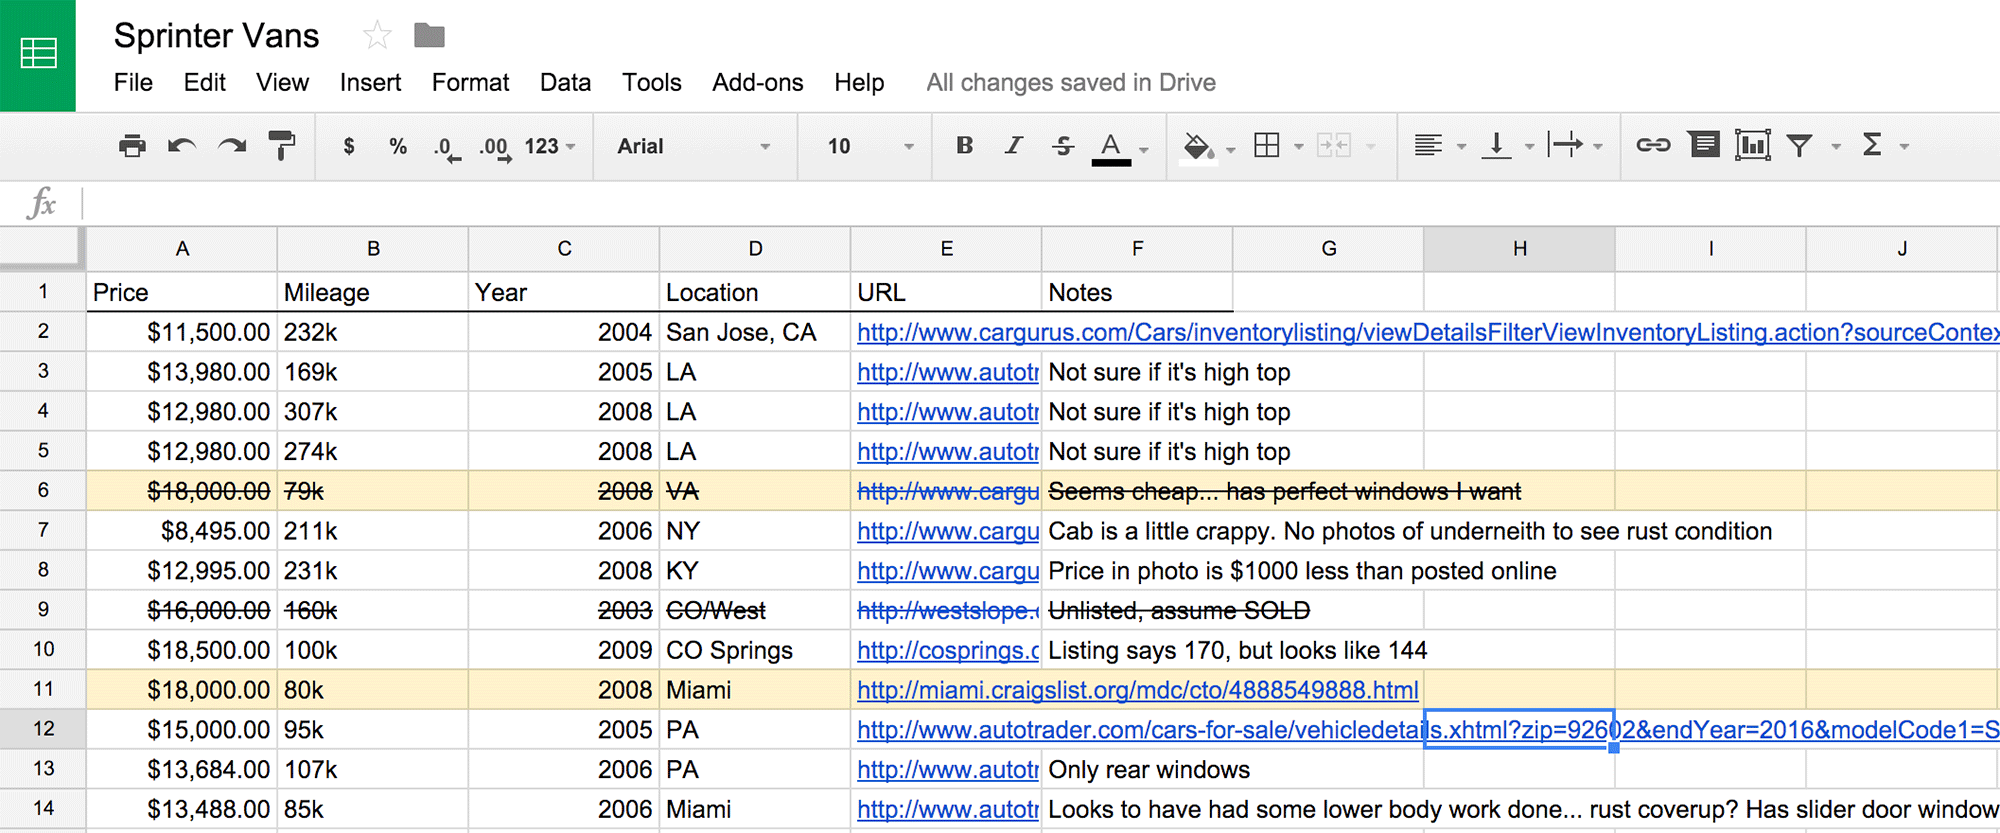 Sprinter Vans
File Edit View Insert Format Data Tools Add-ons Help All changes saved in Drive
$ % .0 .00 123 Arial 10 B I S A Σ
fx
A B C D E F G H I J
1 Price Mileage Year Location URL Notes
2 $11,500.00 232k 2004 San Jose, CA http://www.cargurus.com/Cars/inventorylisting/viewDetailsFilterViewInventoryListing.action?sourceContex
3 $13,980.00 169k 2005 LA http://www.autotr Not sure if it's high top
4 $12,980.00 307k 2008 LA http://www.autotr Not sure if it's high top
5 $12,980.00 274k 2008 LA http://www.autotr Not sure if it's high top
6 $18,000.00 79k 2008 VA http://www.cargu Seems cheap... has perfect windows I want
7 $8,495.00 211k 2006 NY http://www.cargu Cab is a little crappy. No photos of underneith to see rust condition
8 $12,995.00 231k 2008 KY http://www.cargu Price in photo is $1000 less than posted online
9 $16,000.00 160k 2003 CO/West http://westslope.c Unlisted, assume SOLD
10 $18,500.00 100k 2009 CO Springs http://cosprings.c Listing says 170, but looks like 144
11 $18,000.00 80k 2008 Miami http://miami.craigslist.org/mdc/cto/4888549888.html
12 $15,000.00 95k 2005 PA http://www.autotrader.com/cars-for-sale/vehicledetails.xhtml?zip=92602&endYear=2016&modelCode1=S
13 $13,684.00 107k 2006 PA http://www.autotr Only rear windows
14 $13,488.00 85k 2006 Miami http://www.autotr Looks to have had some lower body work done... rust coverup? Has slider door window